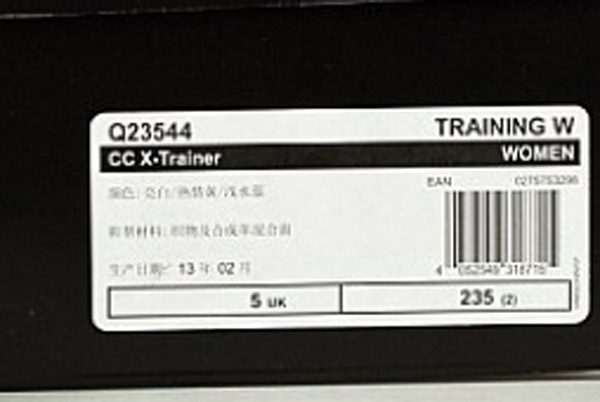 Q23544 TRAINING W
CC X-Trainer WOMEN
EAN 0275753296
颜色: 亮白/热情黄/浅水蓝
鞋帮材料: 织物及合成革混合面
生产日期: 13 年 02 月
5 UK 235 (2)